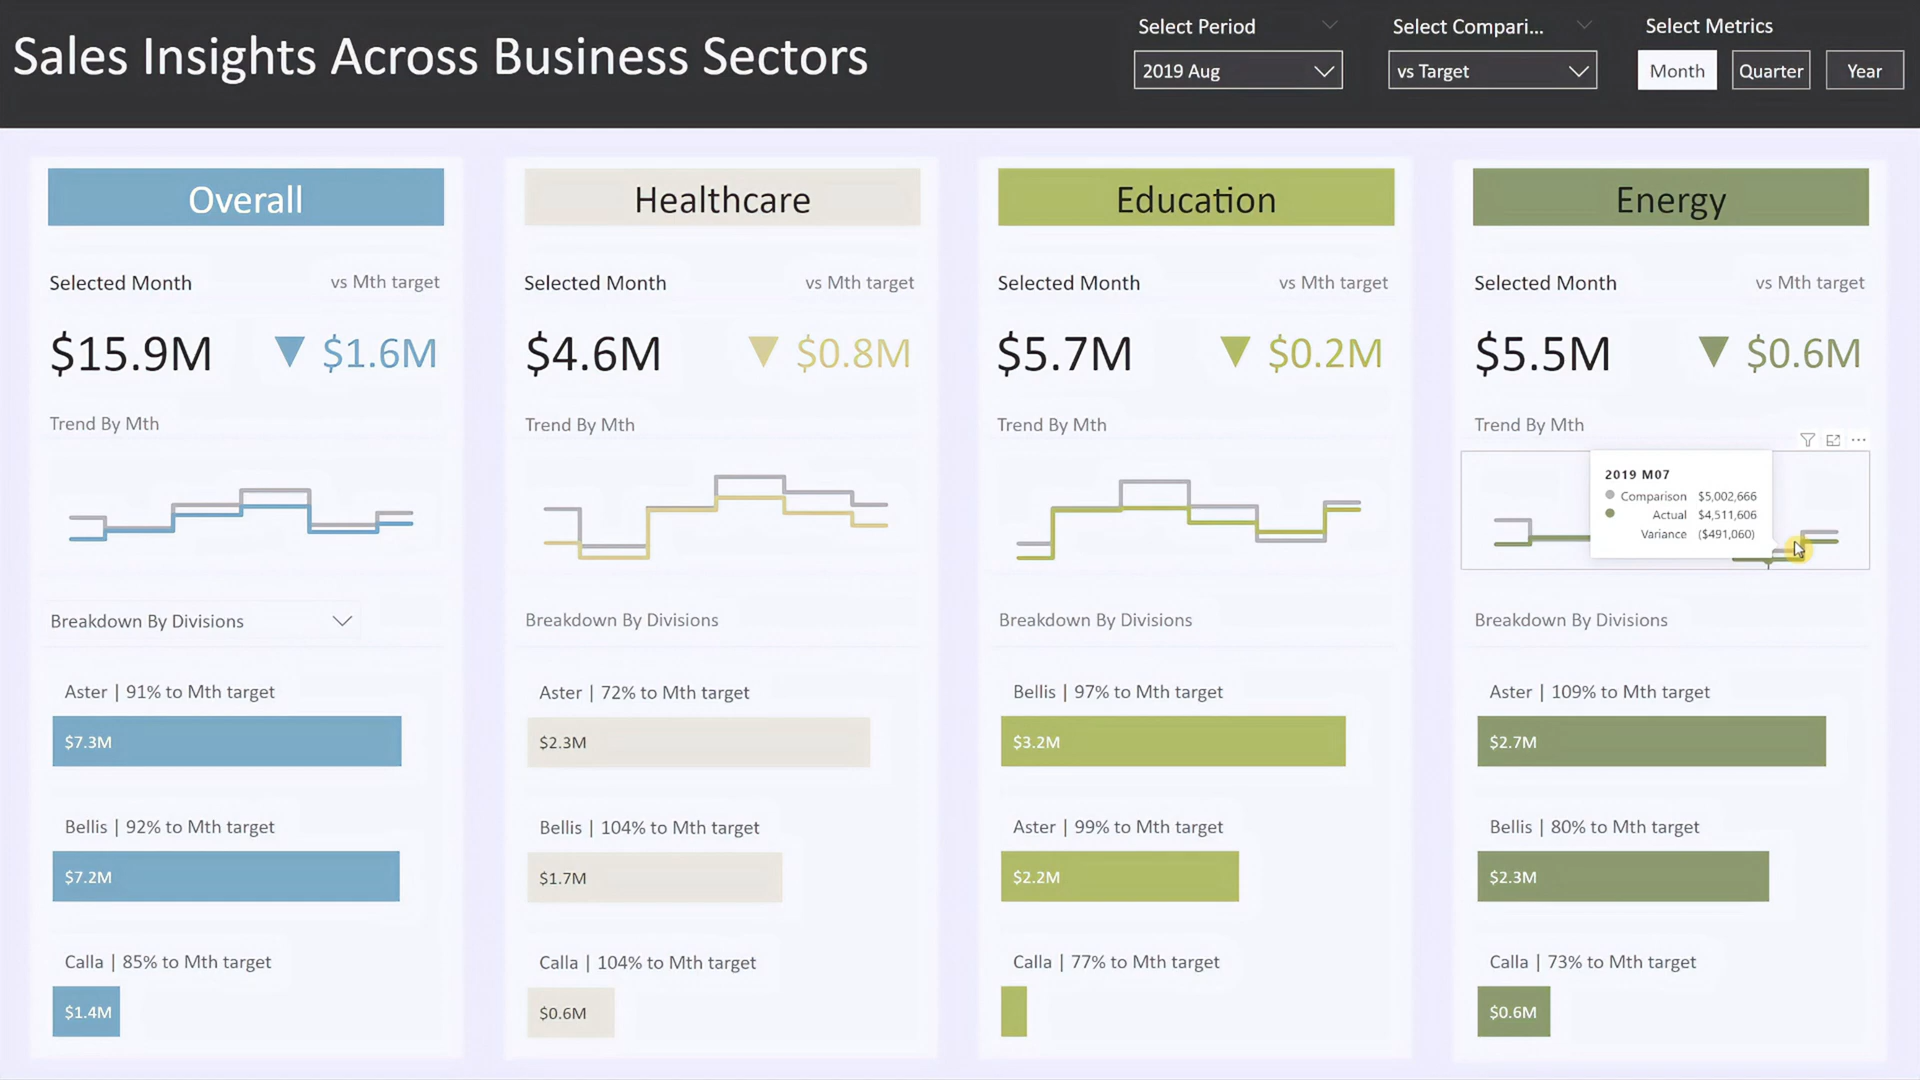 Sales Insights Across Business Sectors
Select Period
2019 Aug
Select Compari...
vs Target
Select Metrics
Month
Quarter
Year
Overall
Selected Month
vs Mth target
$15.9M
$1.6M
Trend By Mth
Breakdown By Divisions
Aster | 91% to Mth target
$7.3M
Bellis | 92% to Mth target
$7.2M
Calla | 85% to Mth target
$1.4M
Healthcare
Selected Month
vs Mth target
$4.6M
$0.8M
Trend By Mth
Breakdown By Divisions
Aster | 72% to Mth target
$2.3M
Bellis | 104% to Mth target
$1.7M
Calla | 104% to Mth target
$0.6M
Education
Selected Month
vs Mth target
$5.7M
$0.2M
Trend By Mth
Breakdown By Divisions
Bellis | 97% to Mth target
$3.2M
Aster | 99% to Mth target
$2.2M
Calla | 77% to Mth target
Energy
Selected Month
vs Mth target
$5.5M
$0.6M
Trend By Mth
2019 M07
Comparison $5,002,666
Actual $4,511,606
Variance ($491,060)
Breakdown By Divisions
Aster | 109% to Mth target
$2.7M
Bellis | 80% to Mth target
$2.3M
Calla | 73% to Mth target
$0.6M